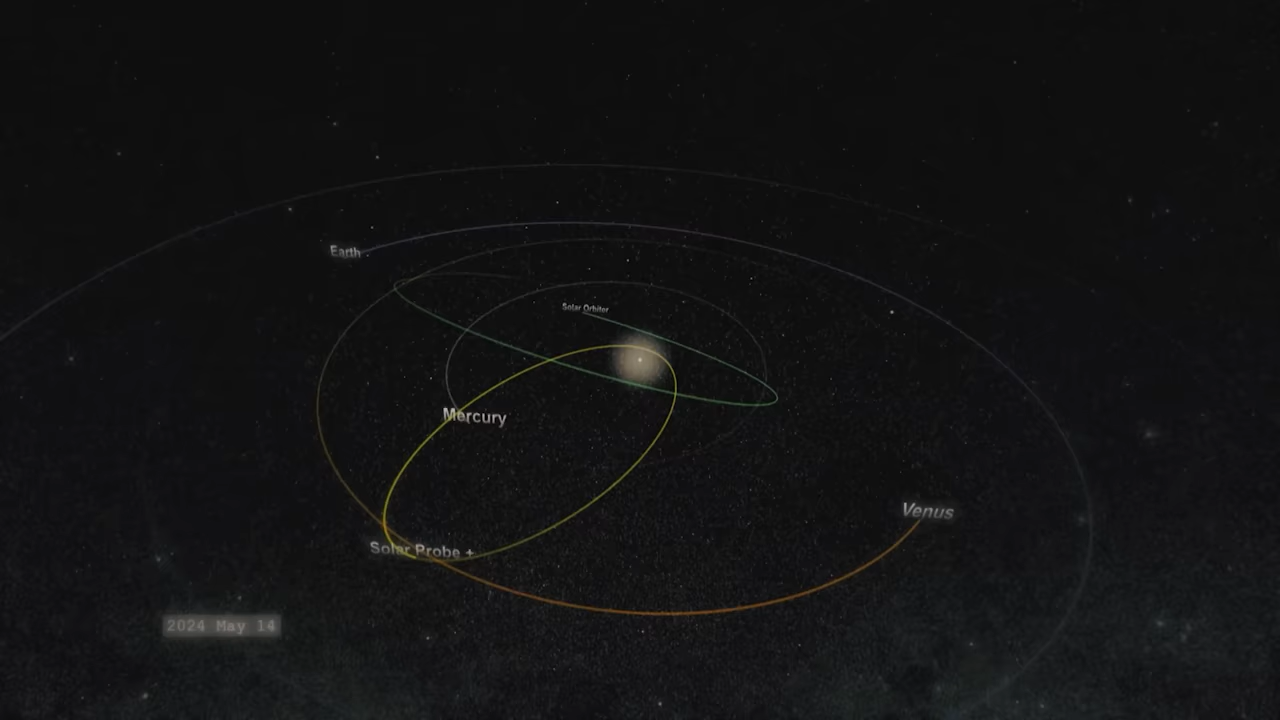 Earth
Solar Orbiter
Mercury
Venus
Solar Probe +
2024 May 14